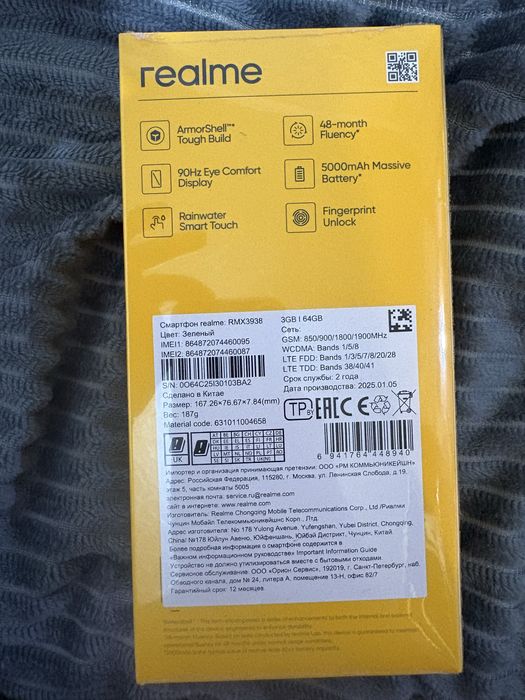 realme
ArmorShell™*
Tough Build
48-month
Fluency*
90Hz Eye Comfort
Display
5000mAh Massive
Battery*
Rainwater
Smart Touch
Fingerprint
Unlock
Смартфон realme: RMX3938
Цвет: Зеленый
IMEI1: 864872074460095
IMEI2: 864872074460087
S/N: 0O64C25I30103BA2
Сделано в Китае
Размер: 167.26×76.67×7.84(mm)
Вес: 187g
Material code: 631011004658
3GB | 64GB
Сеть:
GSM: 850/900/1800/1900MHz
WCDMA: Bands 1/5/8
LTE FDD: Bands 1/3/5/7/8/20/28
LTE TDD: Bands 38/40/41
Срок службы: 2 года
Дата производства: 2025.01.05
TP BY EAC CE
UK
6 941764 448940
Импортер и организация принимающая претензии: ООО «РМ КОММЬЮНИКЕЙШН»
Адрес: Российская Федерация, 115280, г. Москва, ул. Ленинская Слобода, д 19,
этаж 5, часть комнаты 5005
электронная почта: service.ru@realme.com
сайт в интернете: www.realme.com
Изготовитель: Realme Chongqing Mobile Telecommunications Corp., Ltd./Риалми
Чунцин Мобайл Телекоммьюникейшнс Корп., Лтд
Адрес изготовителя: No.178 Yulong Avenue, Yufengshan, Yubei District, Chongqing,
China/ №178 Юйлун Авеню, Юйфаншань, Юйбэй Дистрикт, Чунцин, Китай.
Более подробная информация о смартфоне содержится в
«Важном информационном руководстве» Important Information Guide
Устройство не должно утилизироваться вместе с бытовыми отходами.
Сервисное обслуживание: ООО «Орион Сервис», 192019, г. Санкт-Петербург, наб.
Обводного канала, дом № 24, литера А, помещение 13-Н, офис 82/7
Гарантийный срок: 12 месяцев.